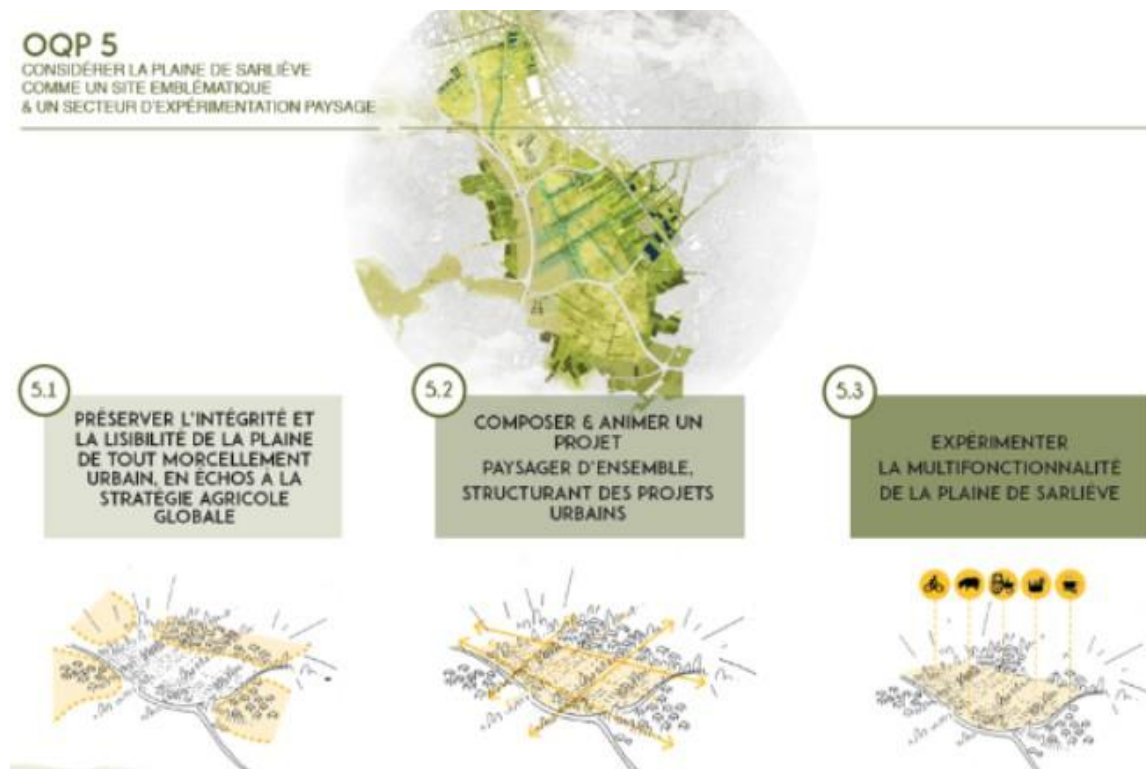 OQP 5
CONSIDÉRER LA PLAINE DE SARLIÈVE
COMME UN SITE EMBLÉMATIQUE
& UN SECTEUR D'EXPÉRIMENTATION PAYSAGE
5.1
PRÉSERVER L'INTÉGRITÉ ET
LA LISIBILITÉ DE LA PLAINE
DE TOUT MORCELLEMENT
URBAIN, EN ÉCHOS À LA
STRATÉGIE AGRICOLE
GLOBALE
5.2
COMPOSER & ANIMER UN
PROJET
PAYSAGER D'ENSEMBLE,
STRUCTURANT DES PROJETS
URBAINS
5.3
EXPÉRIMENTER
LA MULTIFONCTIONNALITÉ
DE LA PLAINE DE SARLIÈVE